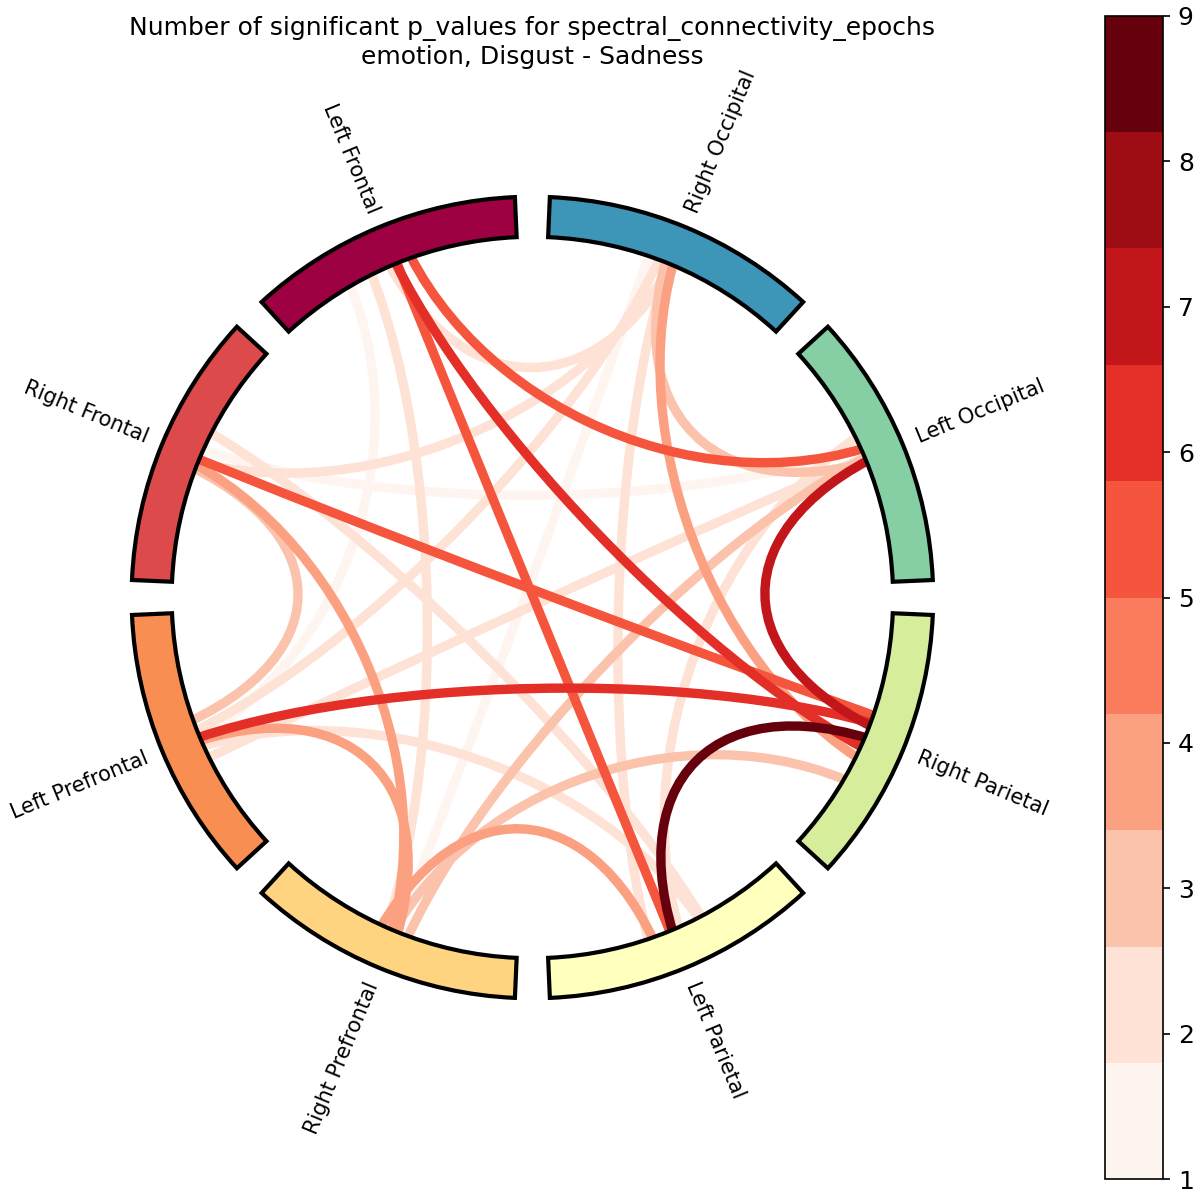 Number of significant p_values for spectral_connectivity_epochs
emotion, Disgust - Sadness
Left Frontal
Right Occipital
Right Frontal
Left Occipital
Left Prefrontal
Right Parietal
Right Prefrontal
Left Parietal
9
8
7
6
5
4
3
2
1